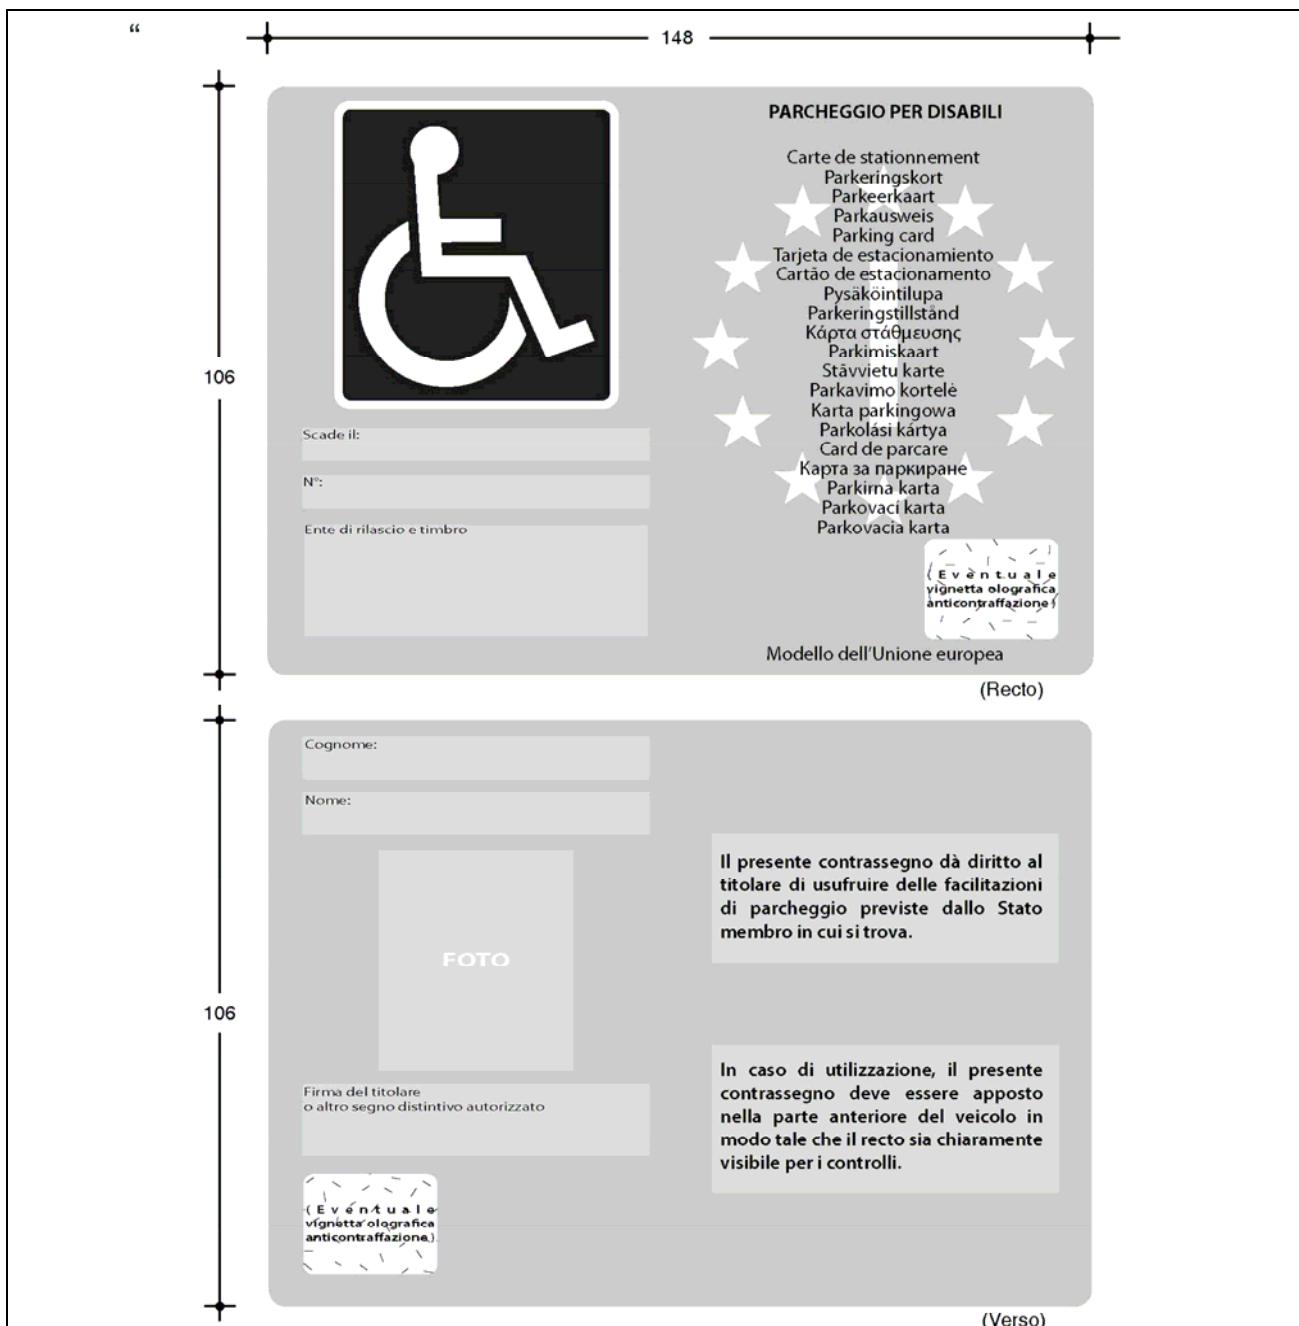 “
148
106
PARCHEGGIO PER DISABILI
Carte de stationnement
Parkeringskort
Parkeerkaart
Parkausweis
Parking card
Tarjeta de estacionamiento
Cartão de estacionamento
Pysäköintilupa
Parkeringstillstånd
Κάρτα στάθμευσης
Parkimiskaart
Stāvvietu karte
Parkavimo kortelė
Karta parkingowa
Parkolási kártya
Card de parcare
Карта за паркиране
Parkirna karta
Parkovací karta
Parkovacia karta
I
Scade il:
N°:
Ente di rilascio e timbro
(Eventuale
vignetta olografica
anticontraffazione)
Modello dell'Unione europea
(Recto)
106
Cognome:
Nome:
FOTO
Firma del titolare
o altro segno distintivo autorizzato
(Eventuale
vignetta olografica
anticontraffazione)
Il presente contrassegno dà diritto al
titolare di usufruire delle facilitazioni
di parcheggio previste dallo Stato
membro in cui si trova.
In caso di utilizzazione, il presente
contrassegno deve essere apposto
nella parte anteriore del veicolo in
modo tale che il recto sia chiaramente
visibile per i controlli.
(Verso)